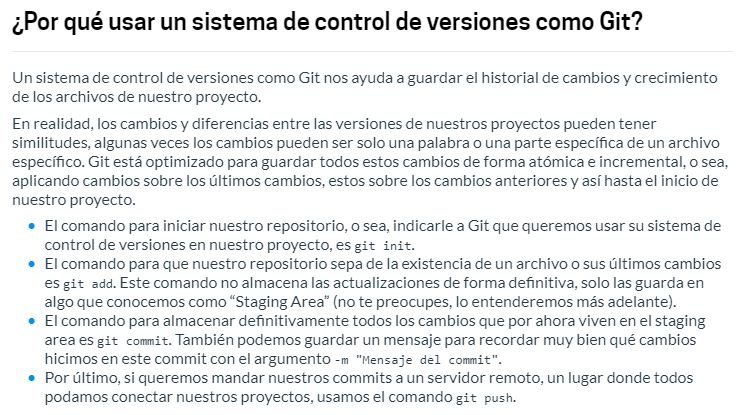 ¿Por qué usar un sistema de control de versiones como Git?
Un sistema de control de versiones como Git nos ayuda a guardar el historial de cambios y crecimiento
de los archivos de nuestro proyecto.
En realidad, los cambios y diferencias entre las versiones de nuestros proyectos pueden tener
similitudes, algunas veces los cambios pueden ser solo una palabra o una parte específica de un archivo
específico. Git está optimizado para guardar todos estos cambios de forma atómica e incremental, o sea,
aplicando cambios sobre los últimos cambios, estos sobre los cambios anteriores y así hasta el inicio de
nuestro proyecto.
• El comando para iniciar nuestro repositorio, o sea, indicarle a Git que queremos usar su sistema de
control de versiones en nuestro proyecto, es git init.
• El comando para que nuestro repositorio sepa de la existencia de un archivo o sus últimos cambios
es git add. Este comando no almacena las actualizaciones de forma definitiva, solo las guarda en
algo que conocemos como “Staging Area” (no te preocupes, lo entenderemos más adelante).
• El comando para almacenar definitivamente todos los cambios que por ahora viven en el staging
area es git commit. También podemos guardar un mensaje para recordar muy bien qué cambios
hicimos en este commit con el argumento -m "Mensaje del commit".
• Por último, si queremos mandar nuestros commits a un servidor remoto, un lugar donde todos
podamos conectar nuestros proyectos, usamos el comando git push.